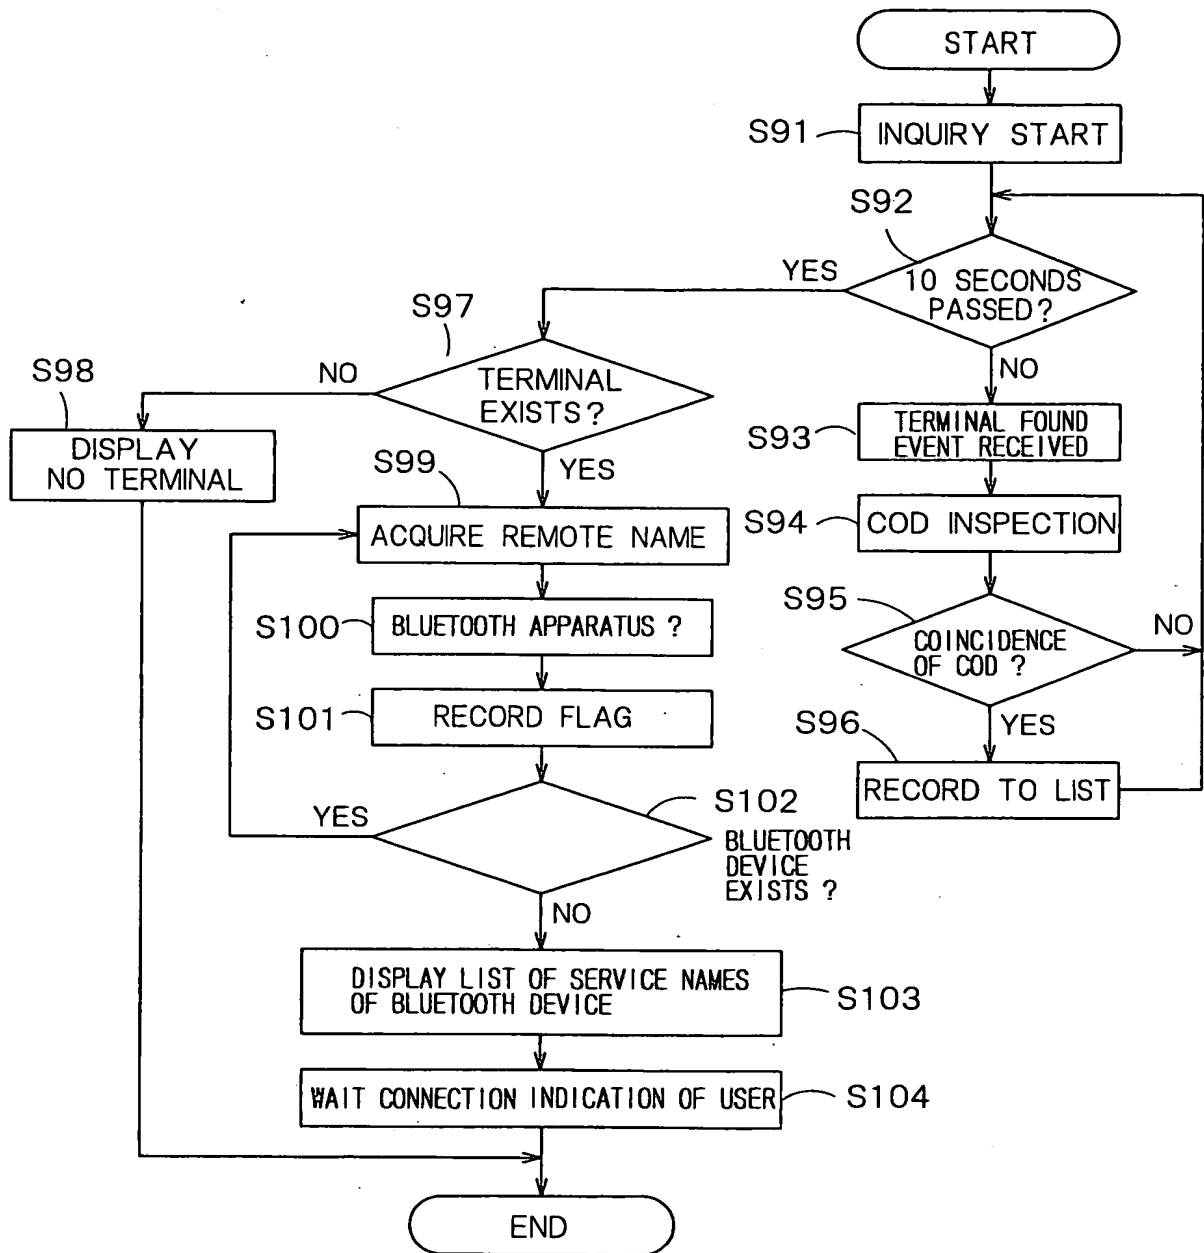 START
S91
INQUIRY START
S92
10 SECONDS
PASSED?
YES
NO
S93
TERMINAL FOUND
EVENT RECEIVED
S94
COD INSPECTION
S95
COINCIDENCE
OF COD ?
NO
YES
S96
RECORD TO LIST
S97
TERMINAL
EXISTS?
NO
YES
S98
DISPLAY
NO TERMINAL
S99
ACQUIRE REMOTE NAME
S100
BLUETOOTH APPARATUS ?
S101
RECORD FLAG
S102
BLUETOOTH
DEVICE
EXISTS ?
YES
NO
DISPLAY LIST OF SERVICE NAMES
OF BLUETOOTH DEVICE
S103
WAIT CONNECTION INDICATION OF USER
S104
END